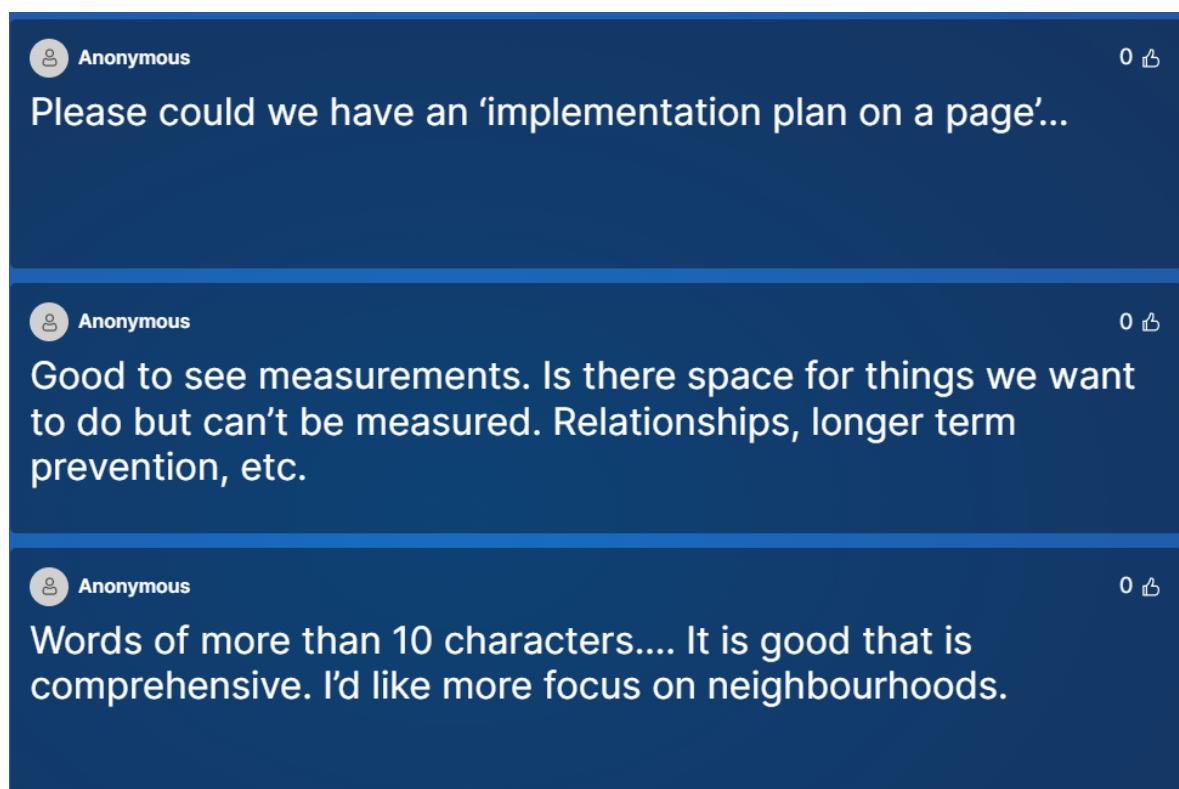 Anonymous
0
Please could we have an ‘implementation plan on a page’...
Anonymous
0
Good to see measurements. Is there space for things we want
to do but can’t be measured. Relationships, longer term
prevention, etc.
Anonymous
0
Words of more than 10 characters.... It is good that is
comprehensive. I’d like more focus on neighbourhoods.